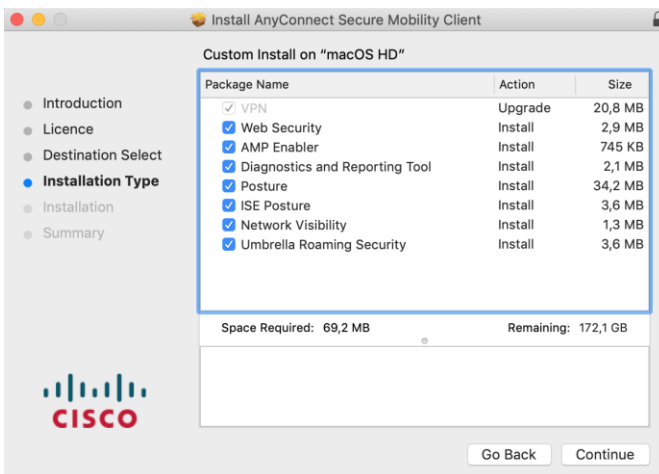 Install AnyConnect Secure Mobility Client
Custom Install on “macOS HD”
Introduction
Licence
Destination Select
Installation Type
Installation
Summary
Package Name Action Size
VPN Upgrade 20,8 MB
Web Security Install 2,9 MB
AMP Enabler Install 745 KB
Diagnostics and Reporting Tool Install 2,1 MB
Posture Install 34,2 MB
ISE Posture Install 3,6 MB
Network Visibility Install 1,3 MB
Umbrella Roaming Security Install 3,6 MB
Space Required: 69,2 MB Remaining: 172,1 GB
CISCO
Go Back Continue